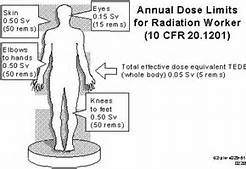 Annual Dose Limits
for Radiation Worker
(10 CFR 20.1201)
Skin
0.50 Sv
(50 rems)
Eyes
0.15 Sv
(15 rems)
Elbows
to hands
0.50 Sv
(50 rems)
Total effective dose equivalent TEDE
(whole body) 0.05 Sv (5 rems)
Knees
to feet
0.50 Sv
(50 rems)